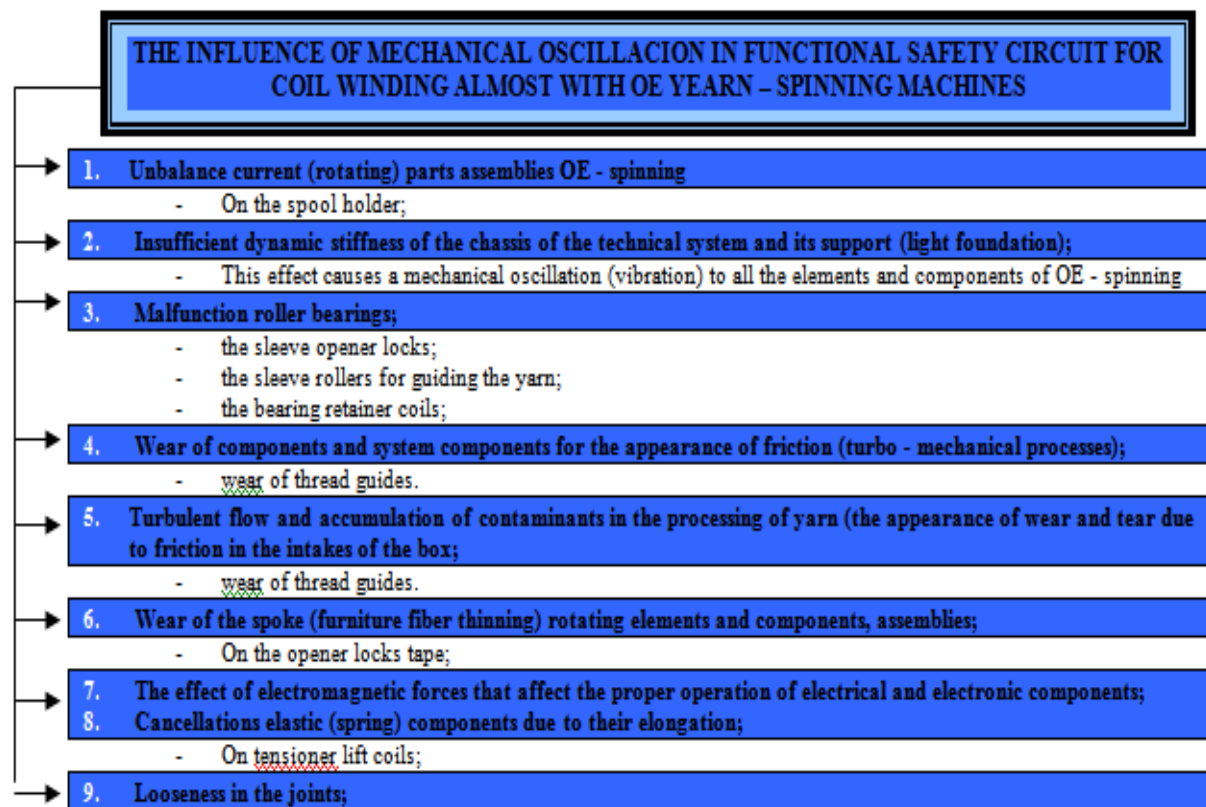 THE INFLUENCE OF MECHANICAL OSCILLACION IN FUNCTIONAL SAFETY CIRCUIT FOR
COIL WINDING ALMOST WITH OE YEARN – SPINNING MACHINES
1. Unbalance current (rotating) parts assemblies OE - spinning
- On the spool holder;
2. Insufficient dynamic stiffness of the chassis of the technical system and its support (light foundation);
- This effect causes a mechanical oscillation (vibration) to all the elements and components of OE - spinning
3. Malfunction roller bearings;
- the sleeve opener locks;
- the sleeve rollers for guiding the yarn;
- the bearing retainer coils;
4. Wear of components and system components for the appearance of friction (turbo - mechanical processes);
- wear of thread guides.
5. Turbulent flow and accumulation of contaminants in the processing of yarn (the appearance of wear and tear due
to friction in the intakes of the box;
- wear of thread guides.
6. Wear of the spoke (furniture fiber thinning) rotating elements and components, assemblies;
- On the opener locks tape;
7. The effect of electromagnetic forces that affect the proper operation of electrical and electronic components;
8. Cancellations elastic (spring) components due to their elongation;
- On tensioner lift coils;
9. Looseness in the joints;